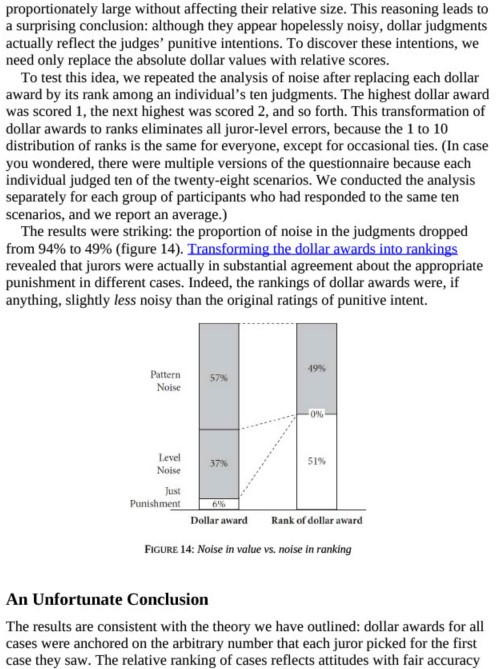 proportionately large without affecting their relative size. This reasoning leads to
a surprising conclusion: although they appear hopelessly noisy, dollar judgments
actually reflect the judges’ punitive intentions. To discover these intentions, we
need only replace the absolute dollar values with relative scores.
To test this idea, we repeated the analysis of noise after replacing each dollar
award by its rank among an individual’s ten judgments. The highest dollar award
was scored 1, the next highest was scored 2, and so forth. This transformation of
dollar awards to ranks eliminates all juror-level errors, because the 1 to 10
distribution of ranks is the same for everyone, except for occasional ties. (In case
you wondered, there were multiple versions of the questionnaire because each
individual judged ten of the twenty-eight scenarios. We conducted the analysis
separately for each group of participants who had responded to the same ten
scenarios, and we report an average.)
The results were striking: the proportion of noise in the judgments dropped
from 94% to 49% (figure 14). Transforming the dollar awards into rankings
revealed that jurors were actually in substantial agreement about the appropriate
punishment in different cases. Indeed, the rankings of dollar awards were, if
anything, slightly less noisy than the original ratings of punitive intent.
Pattern
Noise
57%
49%
0%
Level
Noise
37%
51%
Just
Punishment
6%
Dollar award
Rank of dollar award
FIGURE 14: Noise in value vs. noise in ranking
An Unfortunate Conclusion
The results are consistent with the theory we have outlined: dollar awards for all
cases were anchored on the arbitrary number that each juror picked for the first
case they saw. The relative ranking of cases reflects attitudes with fair accuracy